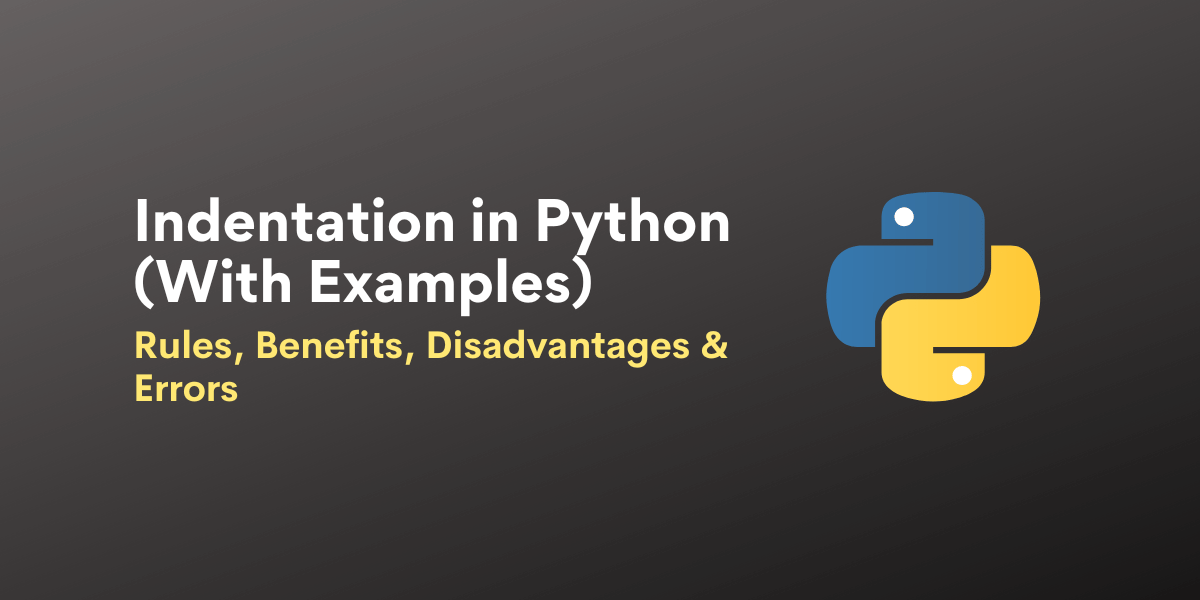 Indentation in Python
(With Examples)
Rules, Benefits, Disadvantages &
Errors